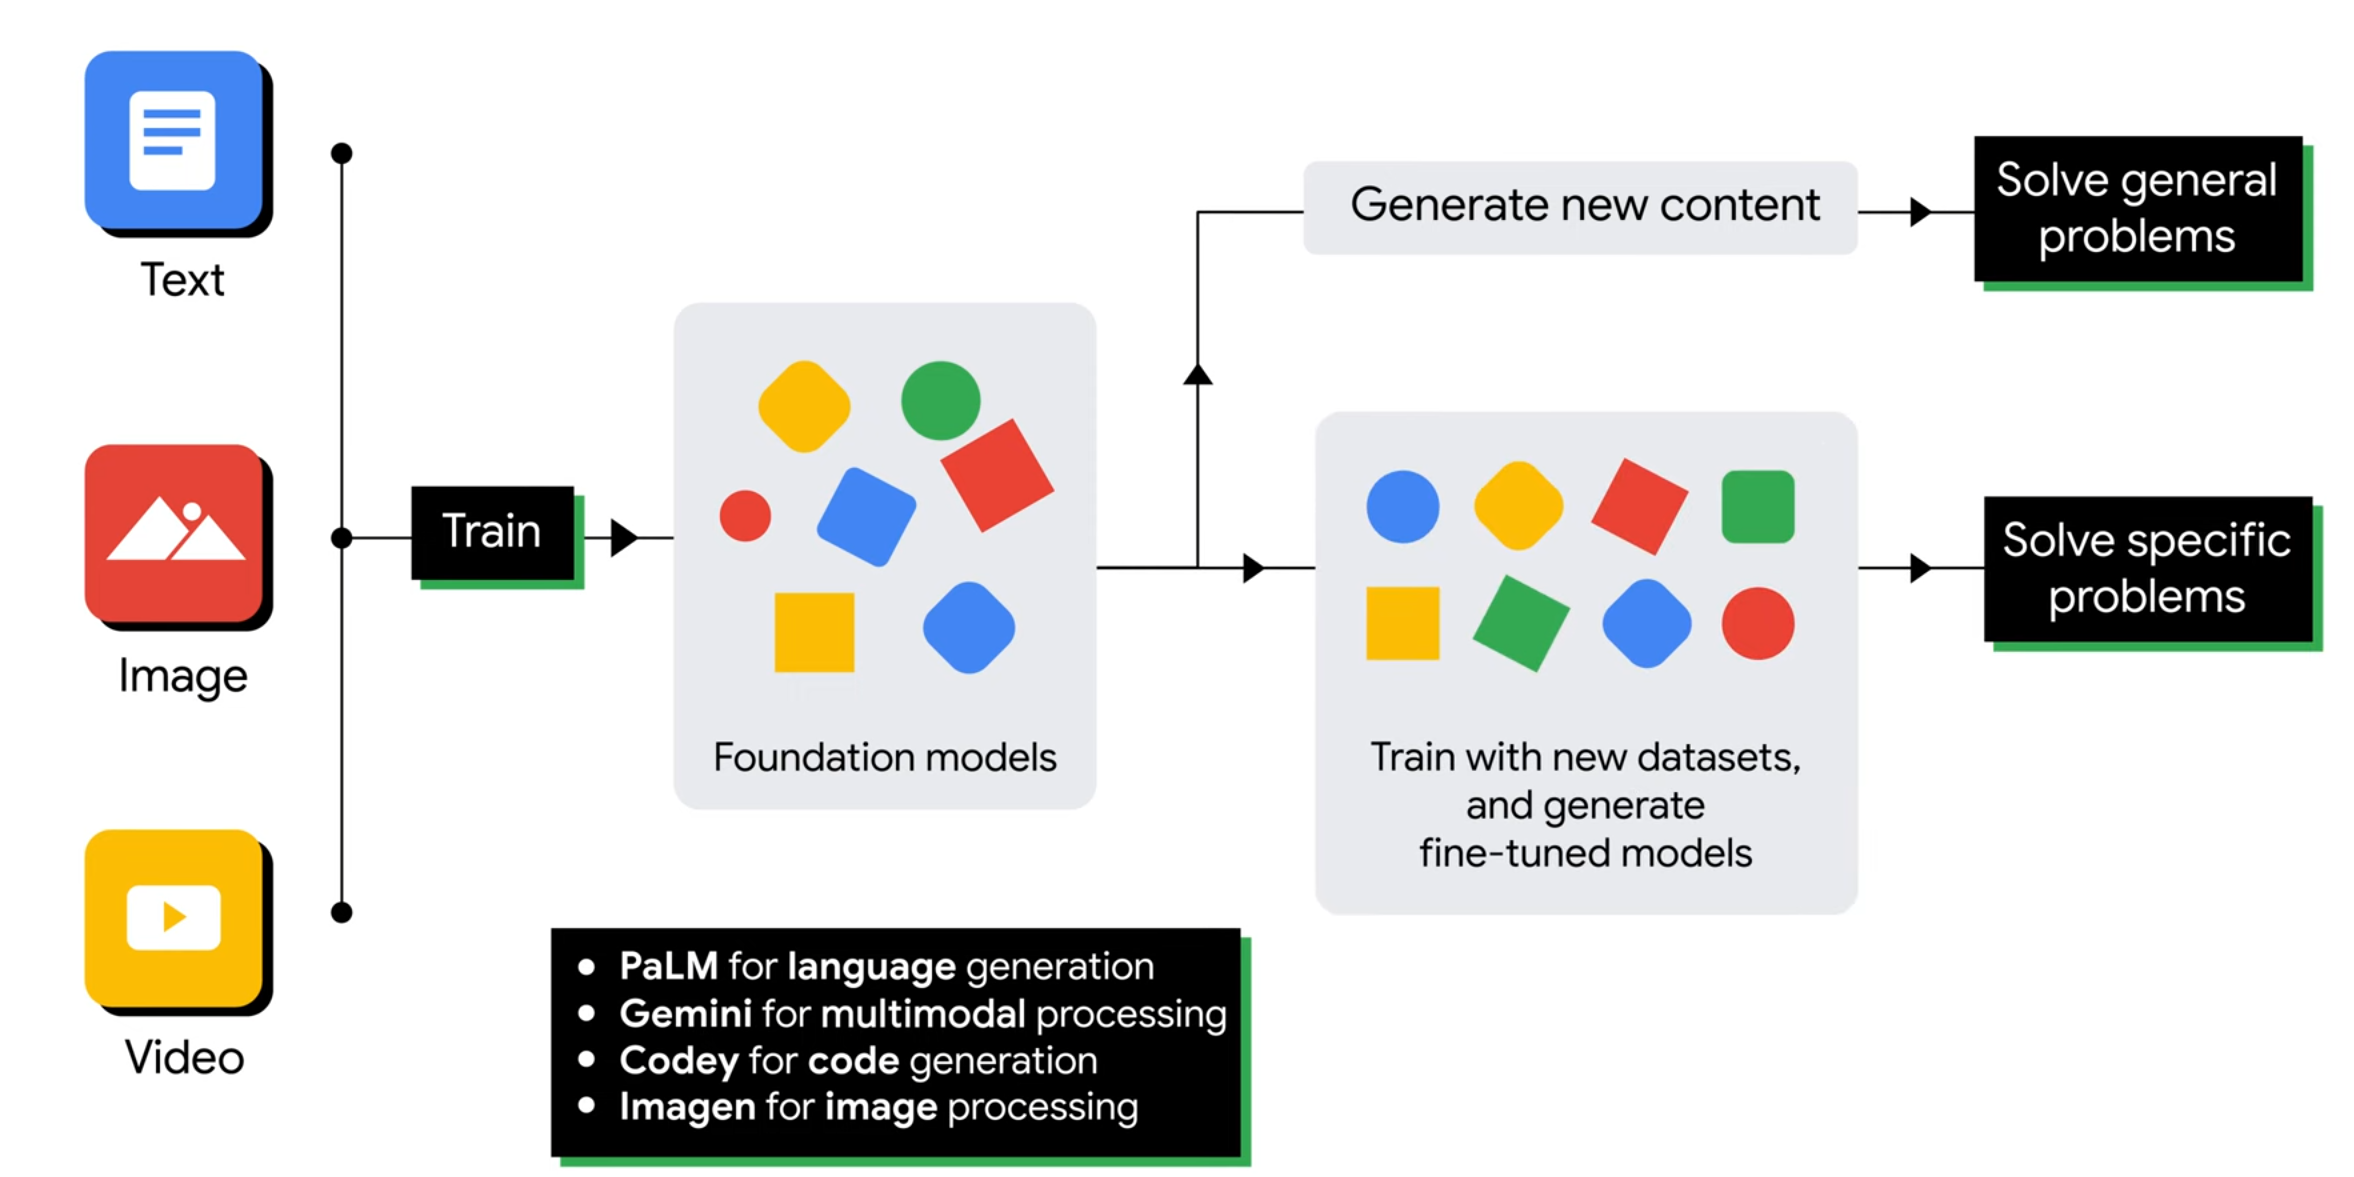 Text
Image
Video
Train
Foundation models
Generate new content
Solve general
problems
Train with new datasets,
and generate
fine-tuned models
Solve specific
problems
• PaLM for language generation
• Gemini for multimodal processing
• Codey for code generation
• Imagen for image processing